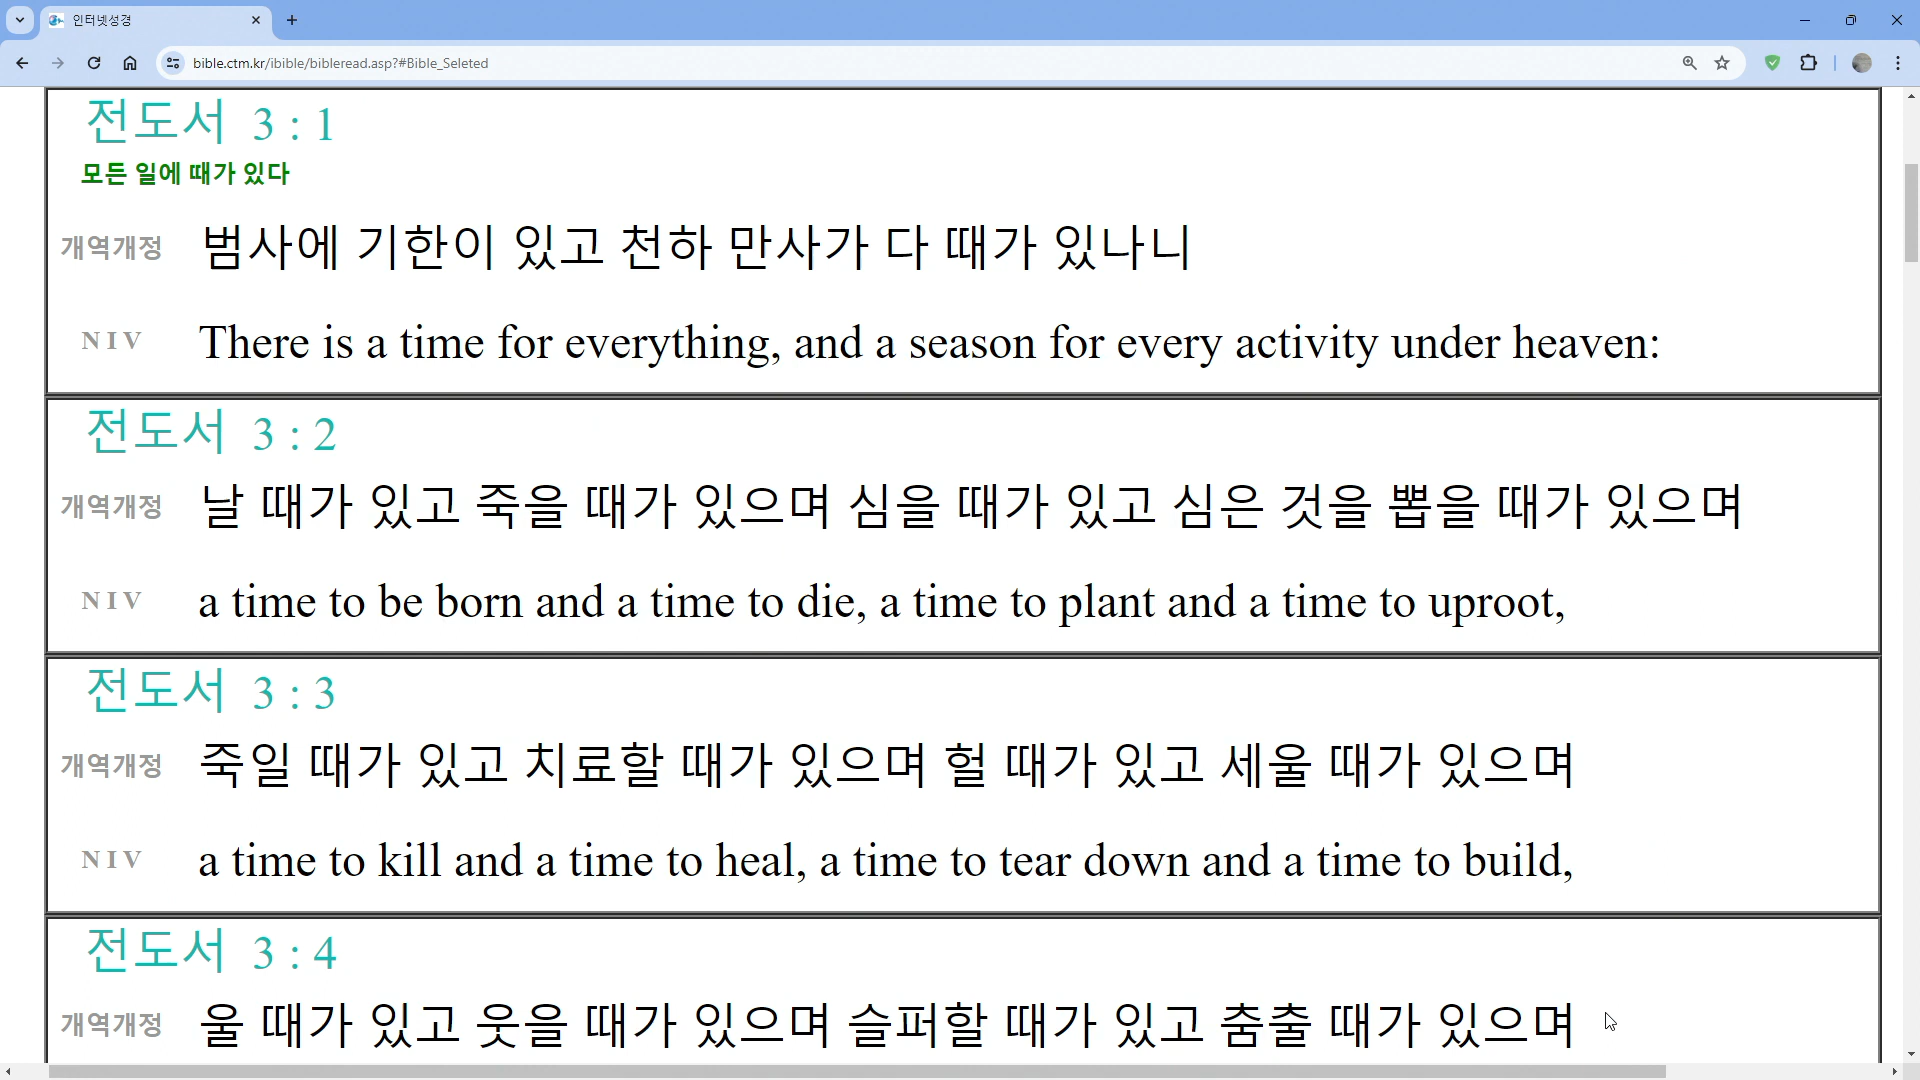 인터넷성경
bible.ctm.kr/ibible/bibleread.asp?#Bible_Seleted
전도서 3 : 1
모든 일에 때가 있다
개역개정 범사에 기한이 있고 천하 만사가 다 때가 있나니
NIV There is a time for everything, and a season for every activity under heaven:
전도서 3 : 2
개역개정 날 때가 있고 죽을 때가 있으며 심을 때가 있고 심은 것을 뽑을 때가 있으며
NIV a time to be born and a time to die, a time to plant and a time to uproot,
전도서 3 : 3
개역개정 죽일 때가 있고 치료할 때가 있으며 헐 때가 있고 세울 때가 있으며
NIV a time to kill and a time to heal, a time to tear down and a time to build,
전도서 3 : 4
개역개정 울 때가 있고 웃을 때가 있으며 슬퍼할 때가 있고 춤출 때가 있으며